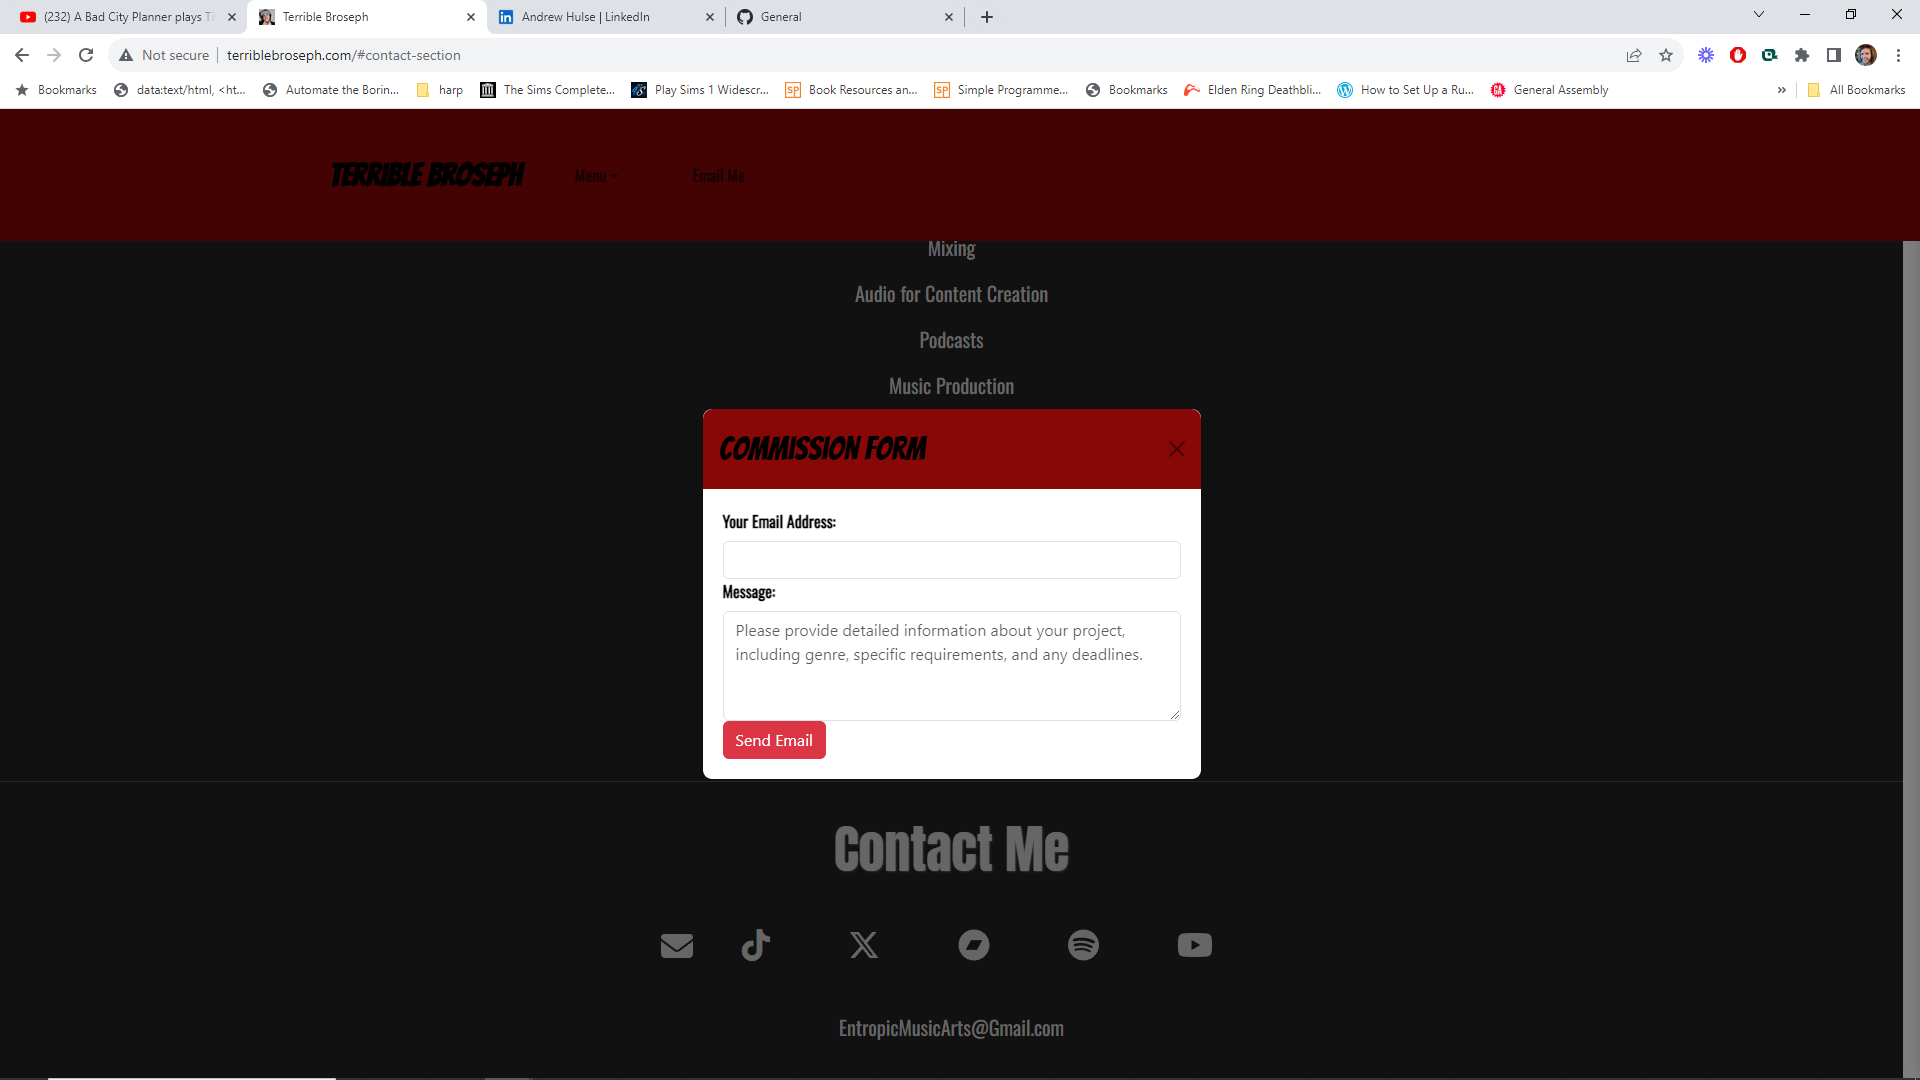 (232) A Bad City Planner plays Ti
Terrible Broseph
Andrew Hulse | LinkedIn
General
Not secure
terriblebroseph.com/#contact-section
Bookmarks
data:text/html, <ht...
Automate the Borin...
harp
The Sims Complete...
Play Sims 1 Widescr...
Book Resources an...
Simple Programme...
Bookmarks
Elden Ring Deathbli...
How to Set Up a Ru...
General Assembly
»
All Bookmarks
TERRIBLE BROSEPH
Menu
Email Me
Mixing
Audio for Content Creation
Podcasts
Music Production
COMMISSION FORM
Your Email Address:
Message:
Please provide detailed information about your project,
including genre, specific requirements, and any deadlines.
Send Email
Contact Me
EntropicMusicArts@Gmail.com